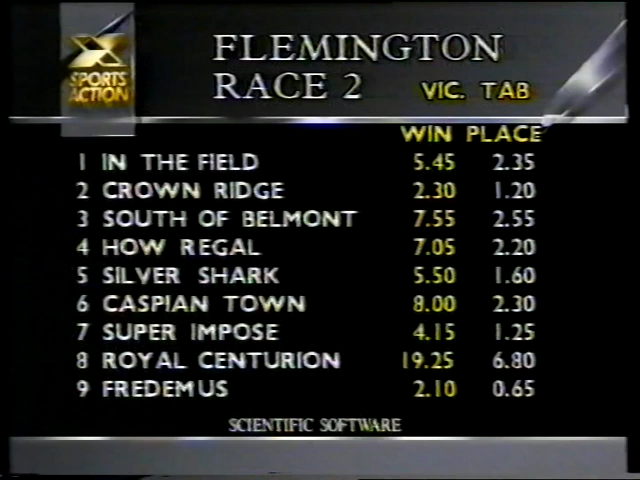 SPORTS
ACTION
FLEMINGTON
RACE 2 VIC. TAB
WIN PLACE
1 IN THE FIELD 5.45 2.35
2 CROWN RIDGE 2.30 1.20
3 SOUTH OF BELMONT 7.55 2.55
4 HOW REGAL 7.05 2.20
5 SILVER SHARK 5.50 1.60
6 CASPIAN TOWN 8.00 2.30
7 SUPER IMPOSE 4.15 1.25
8 ROYAL CENTURION 19.25 6.80
9 FREDEMUS 2.10 0.65
SCIENTIFIC SOFTWARE